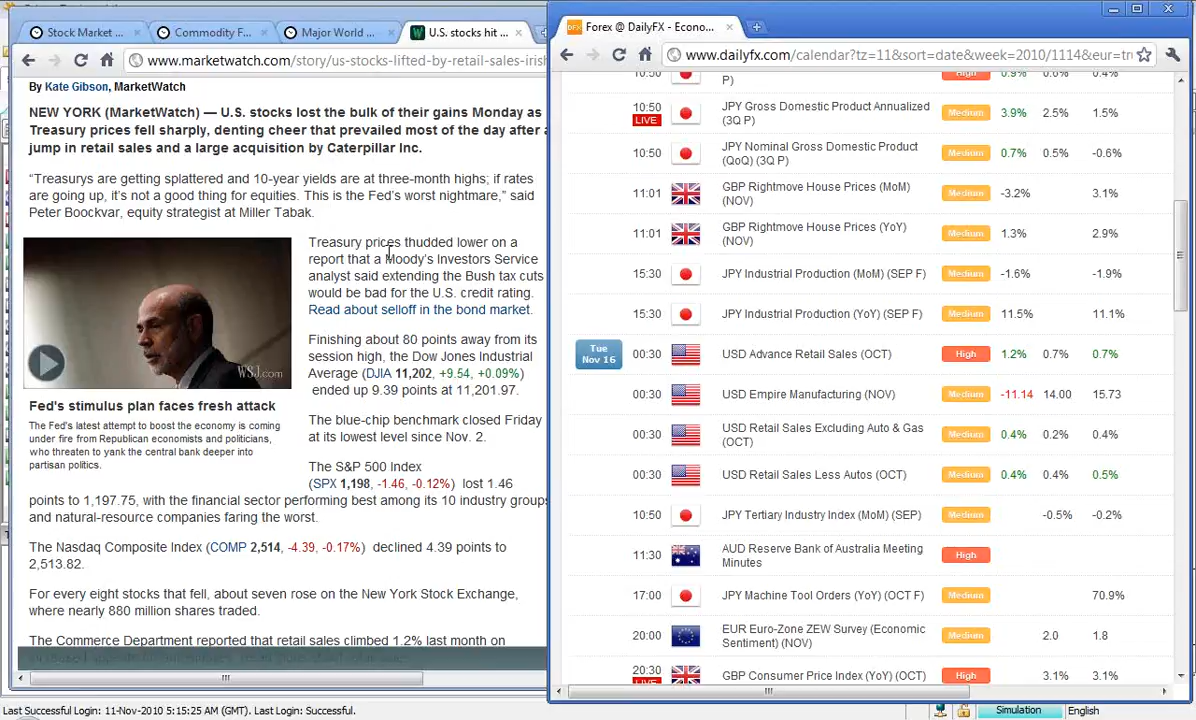 Stock Market ...
Commodity F...
Major World ...
U.S. stocks hit ...
www.marketwatch.com/story/us-stocks-lifted-by-retail-sales-irish
By Kate Gibson, MarketWatch
NEW YORK (MarketWatch) — U.S. stocks lost the bulk of their gains Monday as
Treasury prices fell sharply, denting cheer that prevailed most of the day after a
jump in retail sales and a large acquisition by Caterpillar Inc.
“Treasurys are getting splattered and 10-year yields are at three-month highs; if rates
are going up, it’s not a good thing for equities. This is the Fed’s worst nightmare,” said
Peter Boockvar, equity strategist at Miller Tabak.
Treasury prices thudded lower on a
report that a Moody’s Investors Service
analyst said extending the Bush tax cuts
would be bad for the U.S. credit rating.
Read about selloff in the bond market.
Finishing about 80 points away from its
session high, the Dow Jones Industrial
Average (DJIA 11,202, +9.54, +0.09%)
ended up 9.39 points at 11,201.97.
The blue-chip benchmark closed Friday
at its lowest level since Nov. 2.
The S&P 500 Index
(SPX 1,198, -1.46, -0.12%) lost 1.46
WSJ.com
Fed's stimulus plan faces fresh attack
The Fed's latest attempt to boost the economy is coming
under fire from Republican economists and politicians,
who threaten to yank the central bank deeper into
partisan politics.
points to 1,197.75, with the financial sector performing best among its 10 industry groups
and natural-resource companies faring the worst.
The Nasdaq Composite Index (COMP 2,514, -4.39, -0.17%) declined 4.39 points to
2,513.82.
For every eight stocks that fell, about seven rose on the New York Stock Exchange,
where nearly 880 million shares traded.
The Commerce Department reported that retail sales climbed 1.2% last month on
Last Successful Login: 11-Nov-2010 5:15:25 AM (GMT). Last Login: Successful.
DFX Forex @ DailyFX - Econo...
www.dailyfx.com/calendar?tz=11&sort=date&week=2010/1114&eur=tru
10:50 P) High 0.9% 0.6% 0.4%
10:50 LIVE JPY Gross Domestic Product Annualized Medium 3.9% 2.5% 1.5%
(3Q P)
JPY Nominal Gross Domestic Product Medium 0.7% 0.5% -0.6%
(QoQ) (3Q P)
11:01 GBP Rightmove House Prices (MoM) Medium -3.2% 3.1%
(NOV)
11:01 GBP Rightmove House Prices (YoY) Medium 1.3% 2.9%
(NOV)
15:30 JPY Industrial Production (MoM) (SEP F) Medium -1.6% -1.9%
15:30 JPY Industrial Production (YoY) (SEP F) Medium 11.5% 11.1%
Tue
Nov 16
00:30 USD Advance Retail Sales (OCT) High 1.2% 0.7% 0.7%
00:30 USD Empire Manufacturing (NOV) Medium -11.14 14.00 15.73
00:30 USD Retail Sales Excluding Auto & Gas Medium 0.4% 0.2% 0.4%
(OCT)
00:30 USD Retail Sales Less Autos (OCT) Medium 0.4% 0.4% 0.5%
10:50 JPY Tertiary Industry Index (MoM) (SEP) Medium -0.5% -0.2%
11:30 AUD Reserve Bank of Australia Meeting High
Minutes
17:00 JPY Machine Tool Orders (YoY) (OCT F) Medium 70.9%
20:00 EUR Euro-Zone ZEW Survey (Economic Medium 2.0 1.8
Sentiment) (NOV)
20:30 LIVE GBP Consumer Price Index (YoY) (OCT) High 3.1% 3.1%
Simulation English